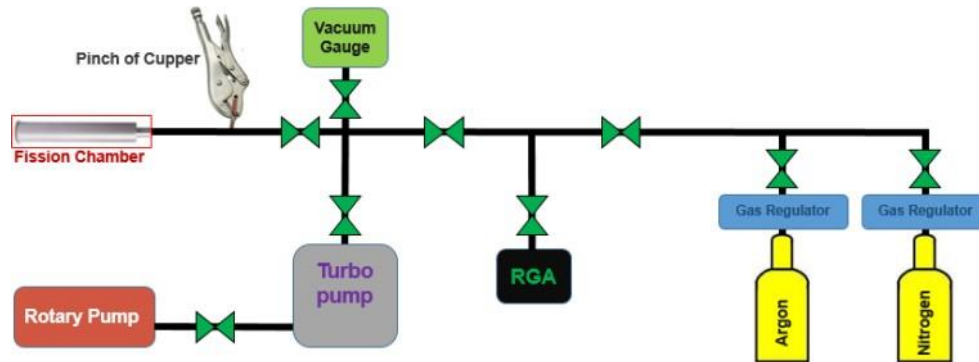 Vacuum
Gauge
Pinch of Cupper
Fission Chamber
Gas Regulator
Gas Regulator
Turbo
pump
RGA
Rotary Pump
Argon
Nitrogen